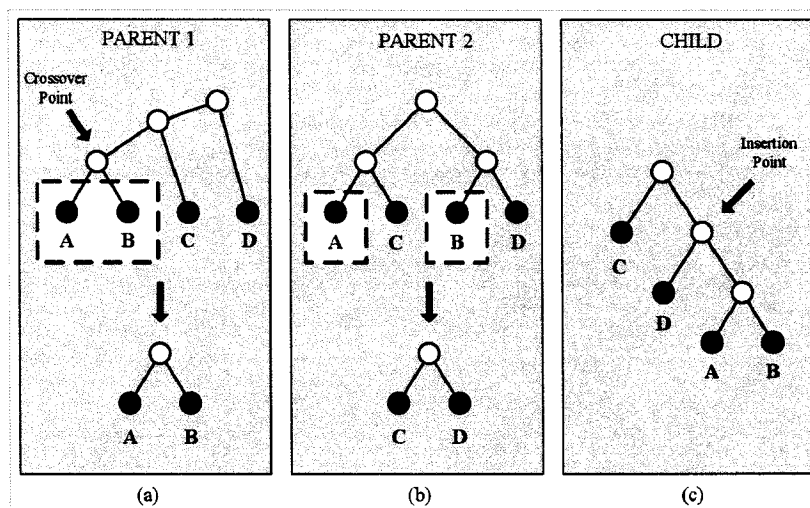 PARENT 1
PARENT 2
CHILD
Crossover
Point
Insertion
Point
A B C D
A C B D
C
D
A B
A B
C D
(a) (b) (c)